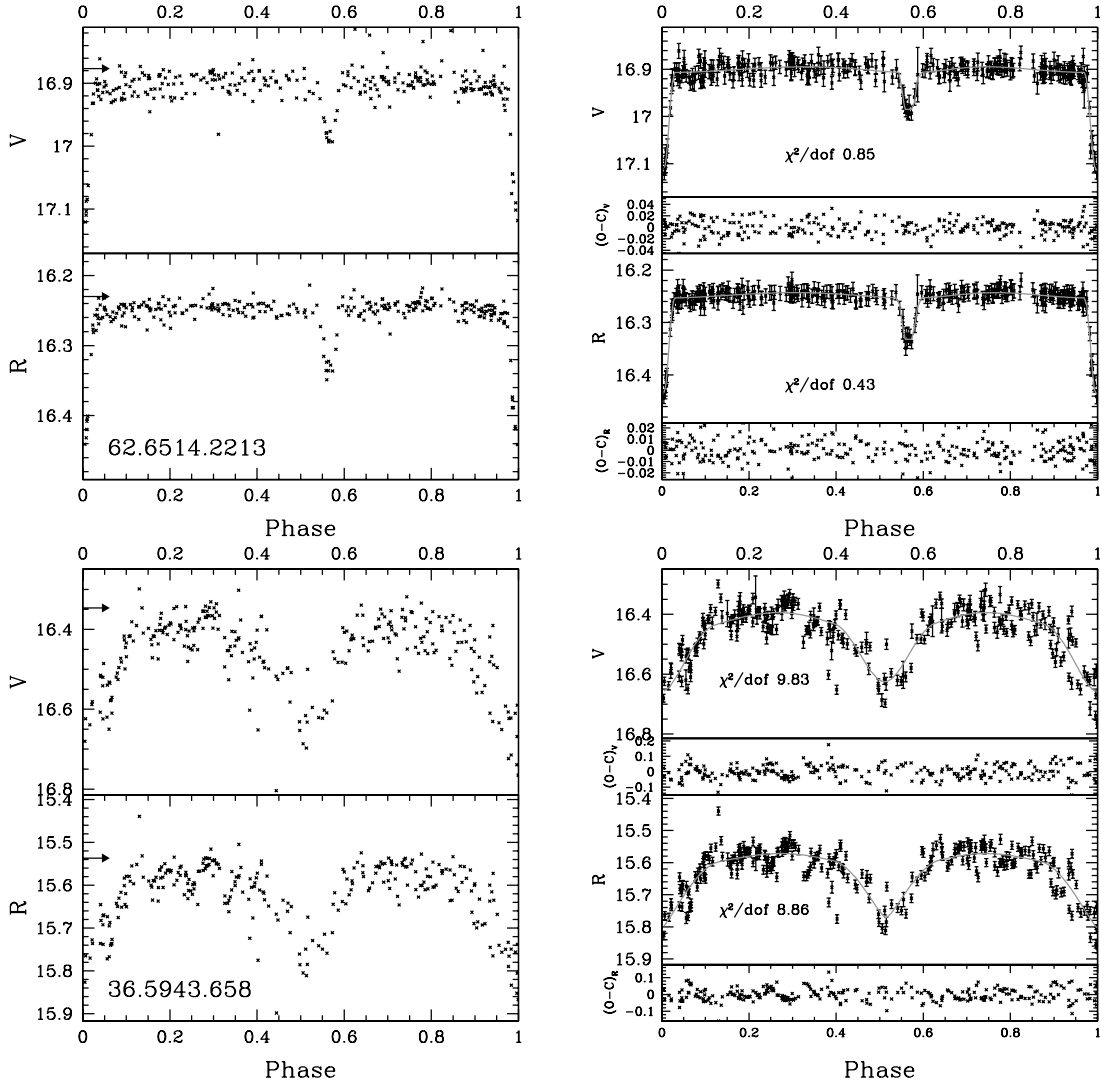 0 0.2 0.4 0.6 0.8 1
V
16.9
17
17.1
R
16.2
16.3
16.4
62.6514.2213
0 0.2 0.4 0.6 0.8 1
Phase
0 0.2 0.4 0.6 0.8 1
V
16.9
17
17.1
χ²/dof 0.85
(O−C)V
0.04
0.02
0
−0.02
−0.04
R
16.2
16.3
16.4
χ²/dof 0.43
(O−C)R
0.02
0.01
0
−0.01
−0.02
0 0.2 0.4 0.6 0.8 1
Phase
0 0.2 0.4 0.6 0.8 1
V
16.4
16.6
16.8
R
15.4
15.5
15.6
15.7
15.8
15.9
36.5943.658
0 0.2 0.4 0.6 0.8 1
Phase
0 0.2 0.4 0.6 0.8 1
V
16.4
16.6
16.8
χ²/dof 9.83
(O−C)V
0.2
0.1
0
−0.1
R
15.4
15.5
15.6
15.7
15.8
15.9
χ²/dof 8.86
(O−C)R
0.1
0
−0.1
0 0.2 0.4 0.6 0.8 1
Phase